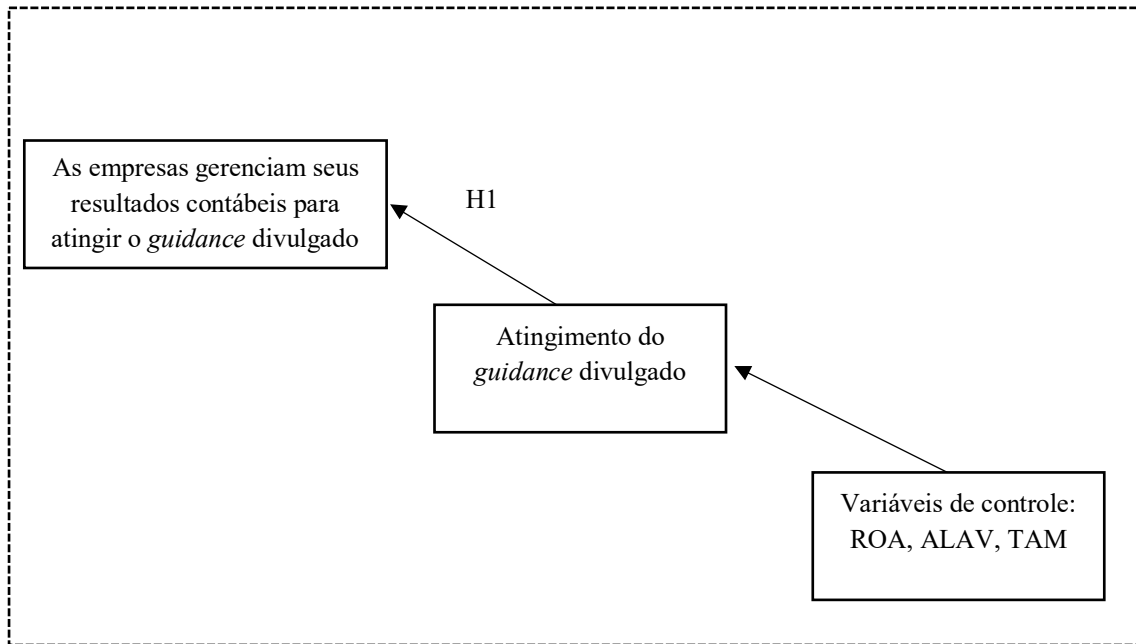 As empresas gerenciam seus
resultados contábeis para
atingir o guidance divulgado
H1
Atingimento do
guidance divulgado
Variáveis de controle:
ROA, ALAV, TAM